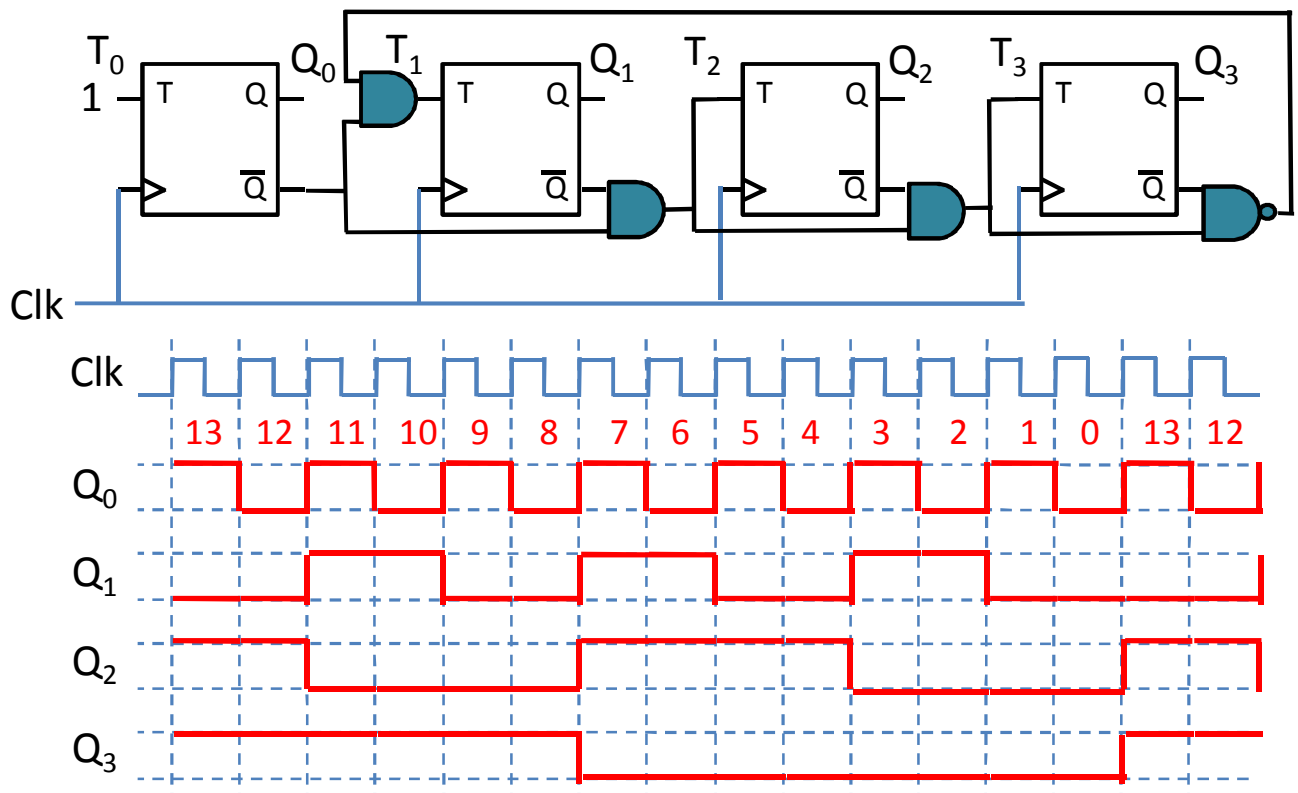 T₀ Q₀ T₁ Q₁ T₂ Q₂ T₃ Q₃
1 T Q T Q T Q T Q
Q̅ Q̅ Q̅ Q̅
Clk
Clk
13 12 11 10 9 8 7 6 5 4 3 2 1 0 13 12
Q₀
Q₁
Q₂
Q₃